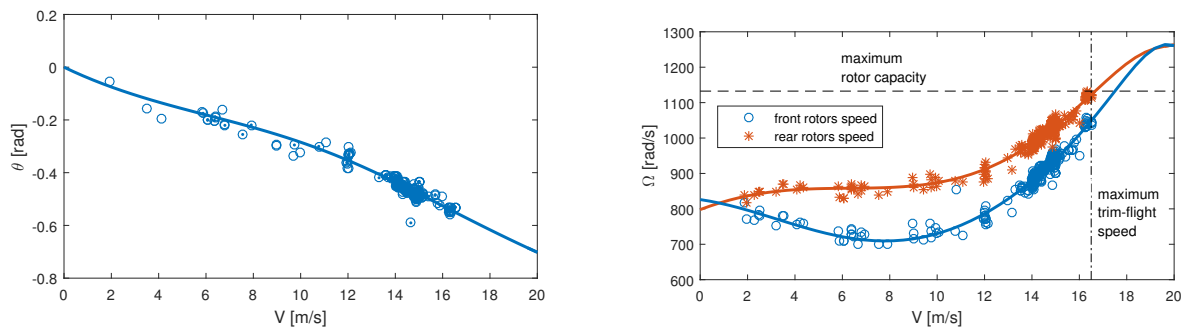 0.2
0
-0.2
-0.4
-0.6
-0.8
θ [rad]
0 2 4 6 8 10 12 14 16 18 20
V [m/s]
1300
1200
1100
1000
900
800
700
600
Ω [rad/s]
maximum
rotor capacity
front rotors speed
rear rotors speed
maximum
trim-flight
speed
0 2 4 6 8 10 12 14 16 18 20
V [m/s]